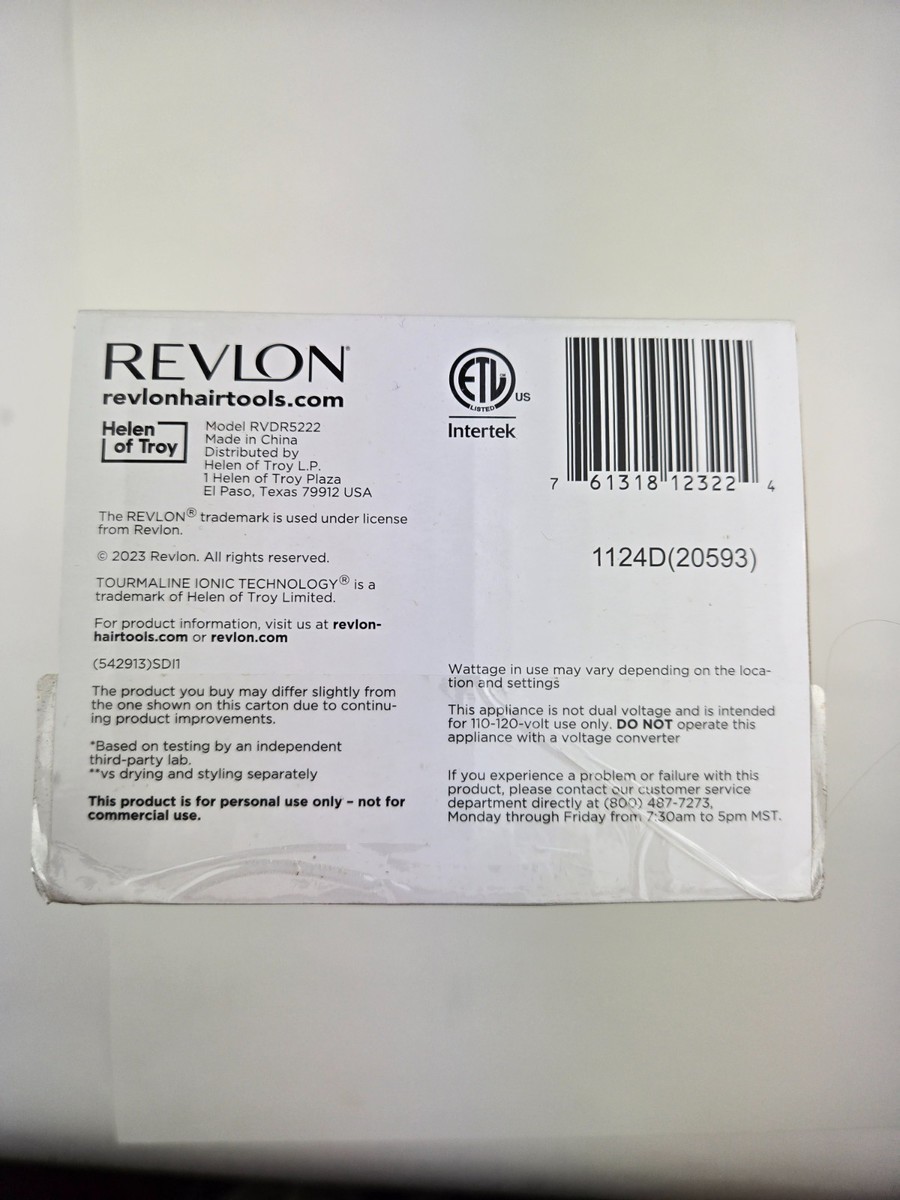 REVLON®
revlonhairtools.com
Helen
of Troy
Model RVDR5222
Made in China
Distributed by
Helen of Troy L.P.
1 Helen of Troy Plaza
El Paso, Texas 79912 USA
The REVLON® trademark is used under license
from Revlon.
© 2023 Revlon. All rights reserved.
TOURMALINE IONIC TECHNOLOGY® is a
trademark of Helen of Troy Limited.
For product information, visit us at revlon-
hairtools.com or revlon.com
(542913)SDI1
The product you buy may differ slightly from
the one shown on this carton due to continu-
ing product improvements.
*Based on testing by an independent
third-party lab.
**vs drying and styling separately
This product is for personal use only – not for
commercial use.
ETL™
LISTED
US
Intertek
7 61318 12322 4
1124D(20593)
Wattage in use may vary depending on the loca-
tion and settings
This appliance is not dual voltage and is intended
for 110-120-volt use only. DO NOT operate this
appliance with a voltage converter
If you experience a problem or failure with this
product, please contact our customer service
department directly at (800) 487-7273,
Monday through Friday from 7:30am to 5pm MST.